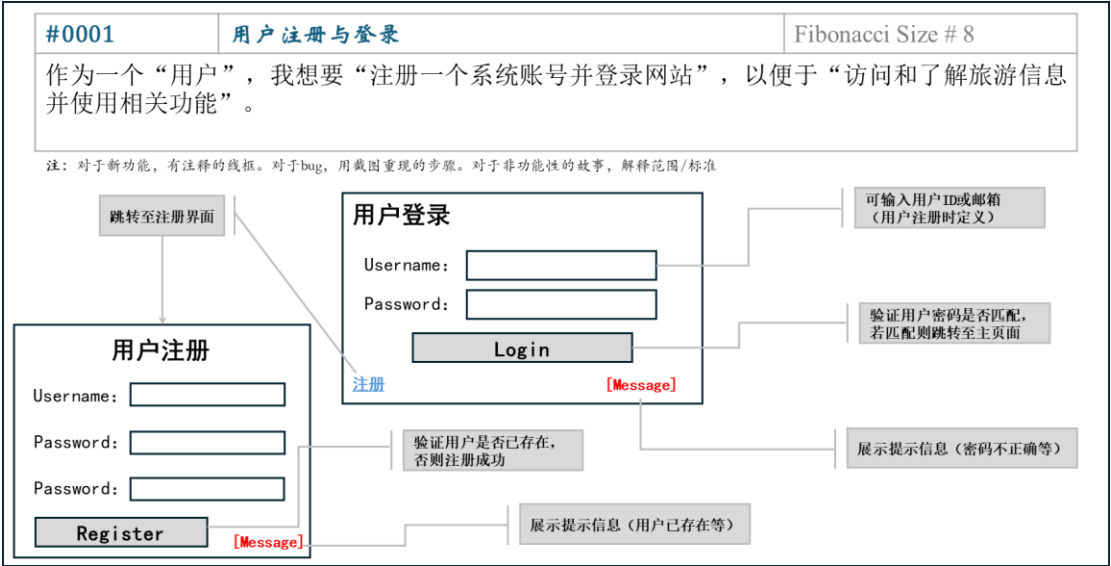 #0001 用户注册与登录 Fibonacci Size # 8
作为一个“用户”，我想要“注册一个系统账号并登录网站”，以便于“访问和了解旅游信息
并使用相关功能”。
注：对于新功能，有注释的线框。对于bug，用截图重现的步骤。对于非功能性的故事，解释范围/标准
跳转至注册界面
用户登录
Username:
Password:
Login
注册
[Message]
可输入用户ID或邮箱
（用户注册时定义）
验证用户密码是否匹配，
若匹配则跳转至主页面
展示提示信息（密码不正确等）
用户注册
Username:
Password:
Password:
Register
[Message]
验证用户是否已存在，
否则注册成功
展示提示信息（用户已存在等）